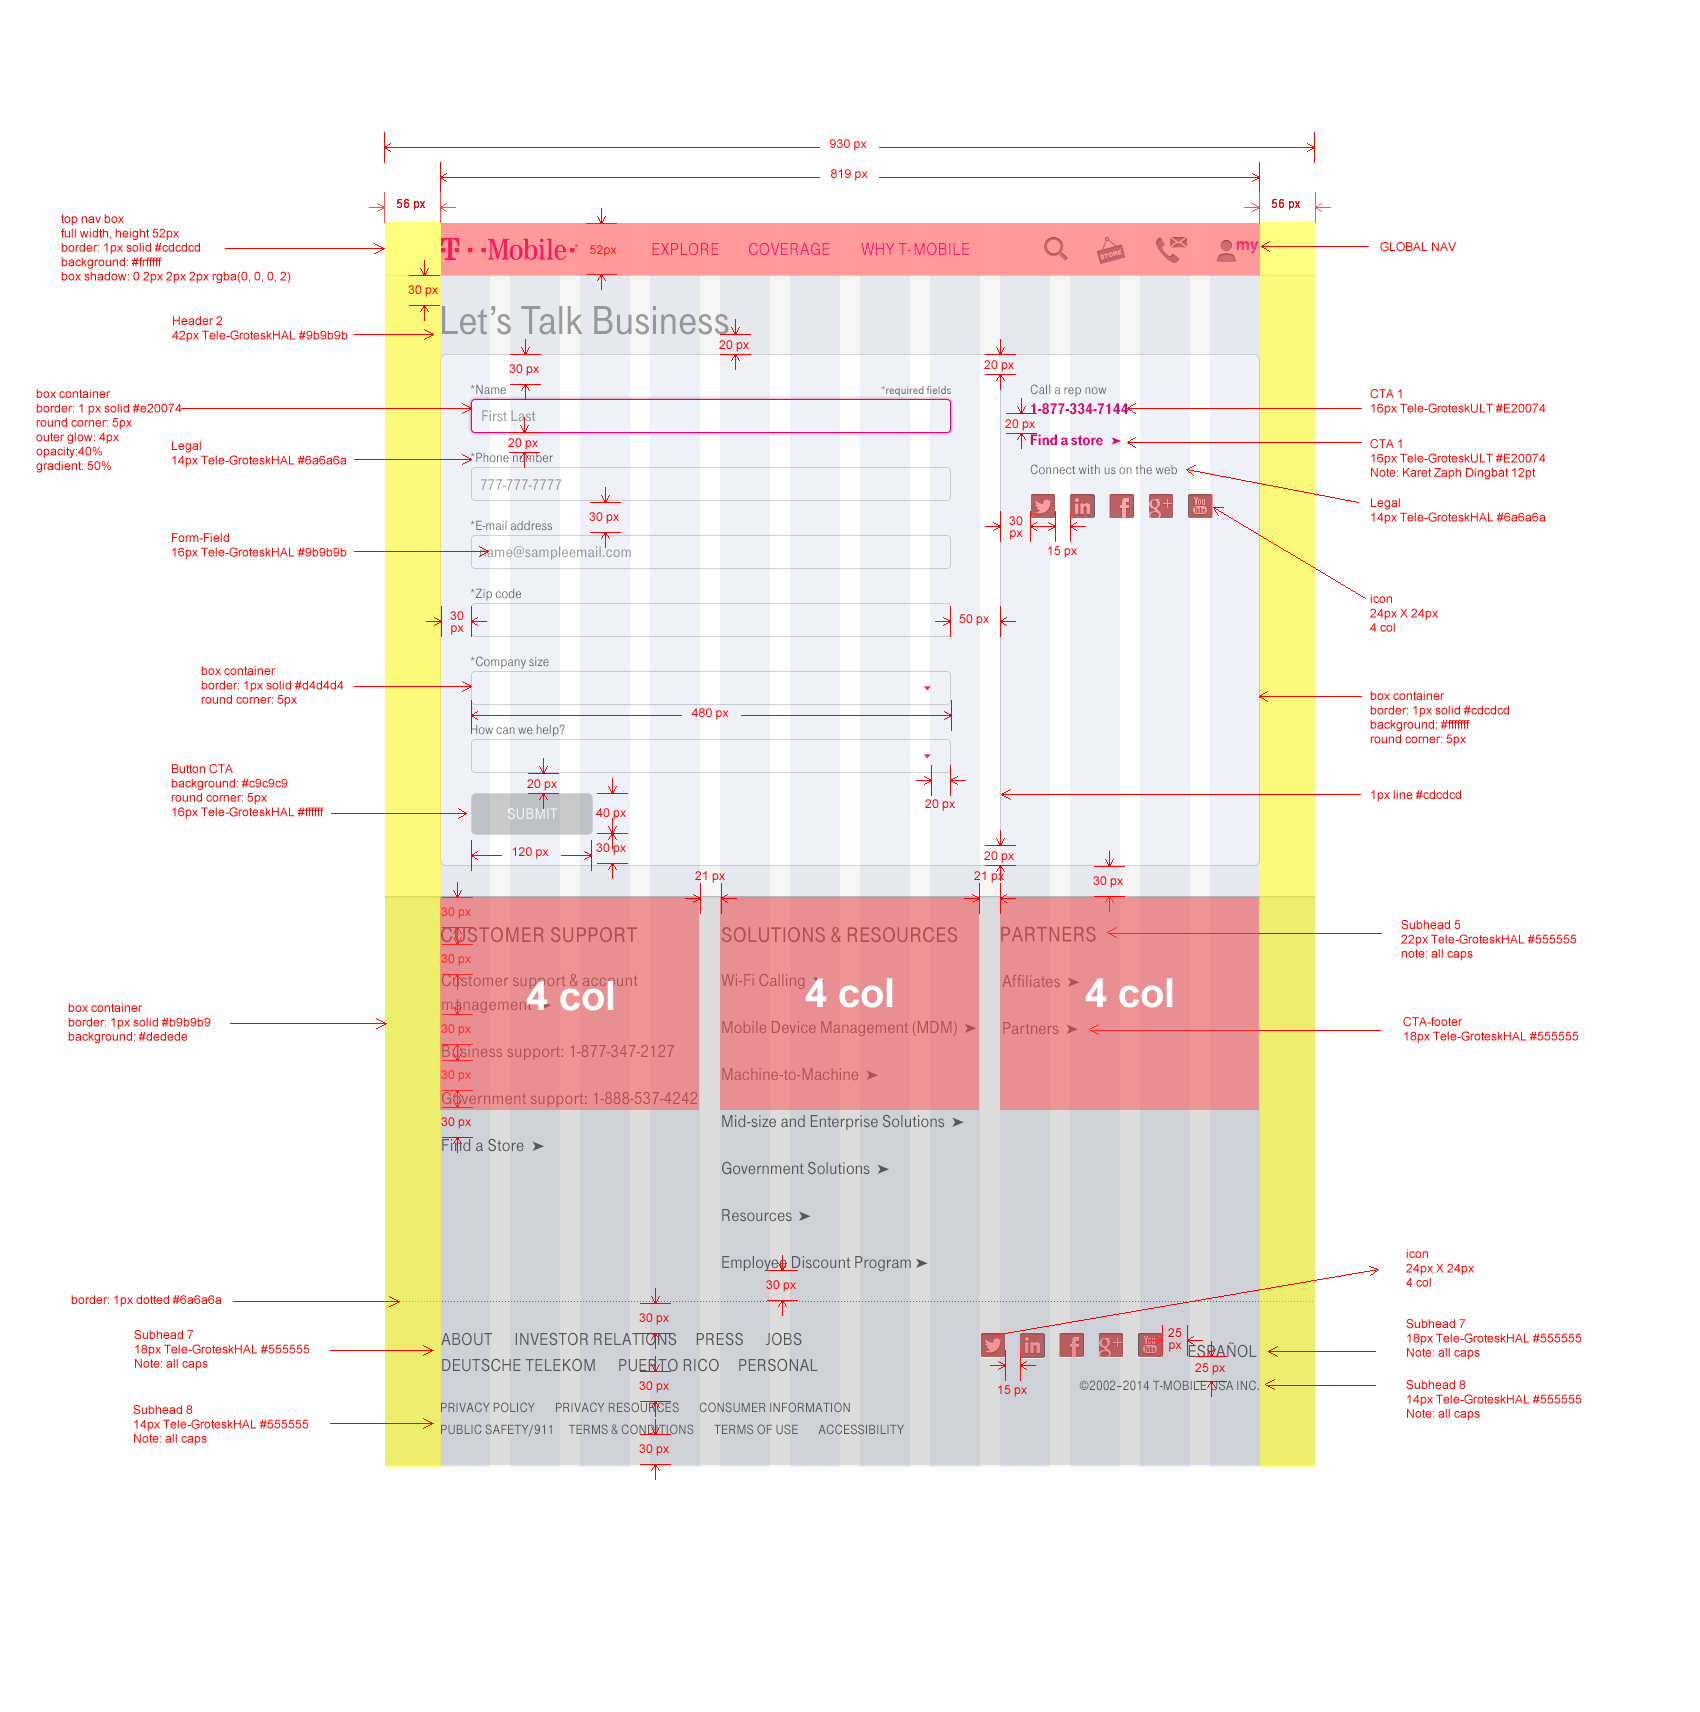 930 px
819 px
56 px
56 px
top nav box
full width, height 52px
border: 1px solid #cdcdcd
background: #frffff
box shadow: 0 2px 2px 2px rgba(0, 0, 0, 2)
T··Mobile·
52px
EXPLORE
COVERAGE
WHY T-MOBILE
STORE
my
GLOBAL NAV
30 px
Header 2
42px Tele-GroteskHAL #9b9b9b
Let's Talk Business
20 px
30 px
20 px
box container
border: 1 px solid #e20074
round corner: 5px
outer glow: 4px
opacity:40%
gradient: 50%
*Name
*required fields
First Last
20 px
Call a rep now
1-877-334-7144
20 px
Find a store ➤
CTA 1
16px Tele-GroteskULT #E20074
CTA 1
16px Tele-GroteskULT #E20074
Note: Karet Zaph Dingbat 12pt
Legal
14px Tele-GroteskHAL #6a6a6a
*Phone number
777-777-7777
30 px
Connect with us on the web
Legal
14px Tele-GroteskHAL #6a6a6a
in
f
g+
You
Tube
30
px
15 px
Form-Field
16px Tele-GroteskHAL #9b9b9b
*E-mail address
name@sampleemail.com
icon
24px X 24px
4 col
*Zip code
30
px
50 px
box container
border: 1px solid #d4d4d4
round corner: 5px
*Company size
480 px
box container
border: 1px solid #cdcdcd
background: #fffffff
round corner: 5px
How can we help?
20 px
20 px
Button CTA
background: #c9c9c9
round corner: 5px
16px Tele-GroteskHAL #ffffff
SUBMIT
40 px
30 px
120 px
1px line #cdcdcd
20 px
21 px
21 px
30 px
30 px
CUSTOMER SUPPORT
SOLUTIONS & RESOURCES
PARTNERS
Subhead 5
22px Tele-GroteskHAL #555555
note: all caps
30 px
Customer support & account
management ➤
4 col
Wi-Fi Calling ➤
4 col
Affiliates ➤
4 col
box container
border: 1px solid #b9b9b9
background: #dedede
30 px
Mobile Device Management (MDM) ➤
Partners ➤
CTA-footer
18px Tele-GroteskHAL #555555
Business support: 1-877-347-2127
30 px
Machine-to-Machine ➤
Government support: 1-888-537-4242
30 px
Mid-size and Enterprise Solutions ➤
Find a Store ➤
Government Solutions ➤
Resources ➤
Employee Discount Program ➤
30 px
icon
24px X 24px
4 col
border: 1px dotted #6a6a6a
30 px
Subhead 7
18px Tele-GroteskHAL #555555
Note: all caps
ABOUT INVESTOR RELATIONS PRESS JOBS
DEUTSCHE TELEKOM PUERTO RICO PERSONAL
30 px
in
f
g+
You
Tube
25
px
15 px
ESPAÑOL
25 px
©2002–2014 T-MOBILE USA INC.
Subhead 7
18px Tele-GroteskHAL #555555
Note: all caps
Subhead 8
14px Tele-GroteskHAL #555555
Note: all caps
Subhead 8
14px Tele-GroteskHAL #555555
Note: all caps
PRIVACY POLICY PRIVACY RESOURCES CONSUMER INFORMATION
PUBLIC SAFETY/911 TERMS & CONDITIONS TERMS OF USE ACCESSIBILITY
30 px